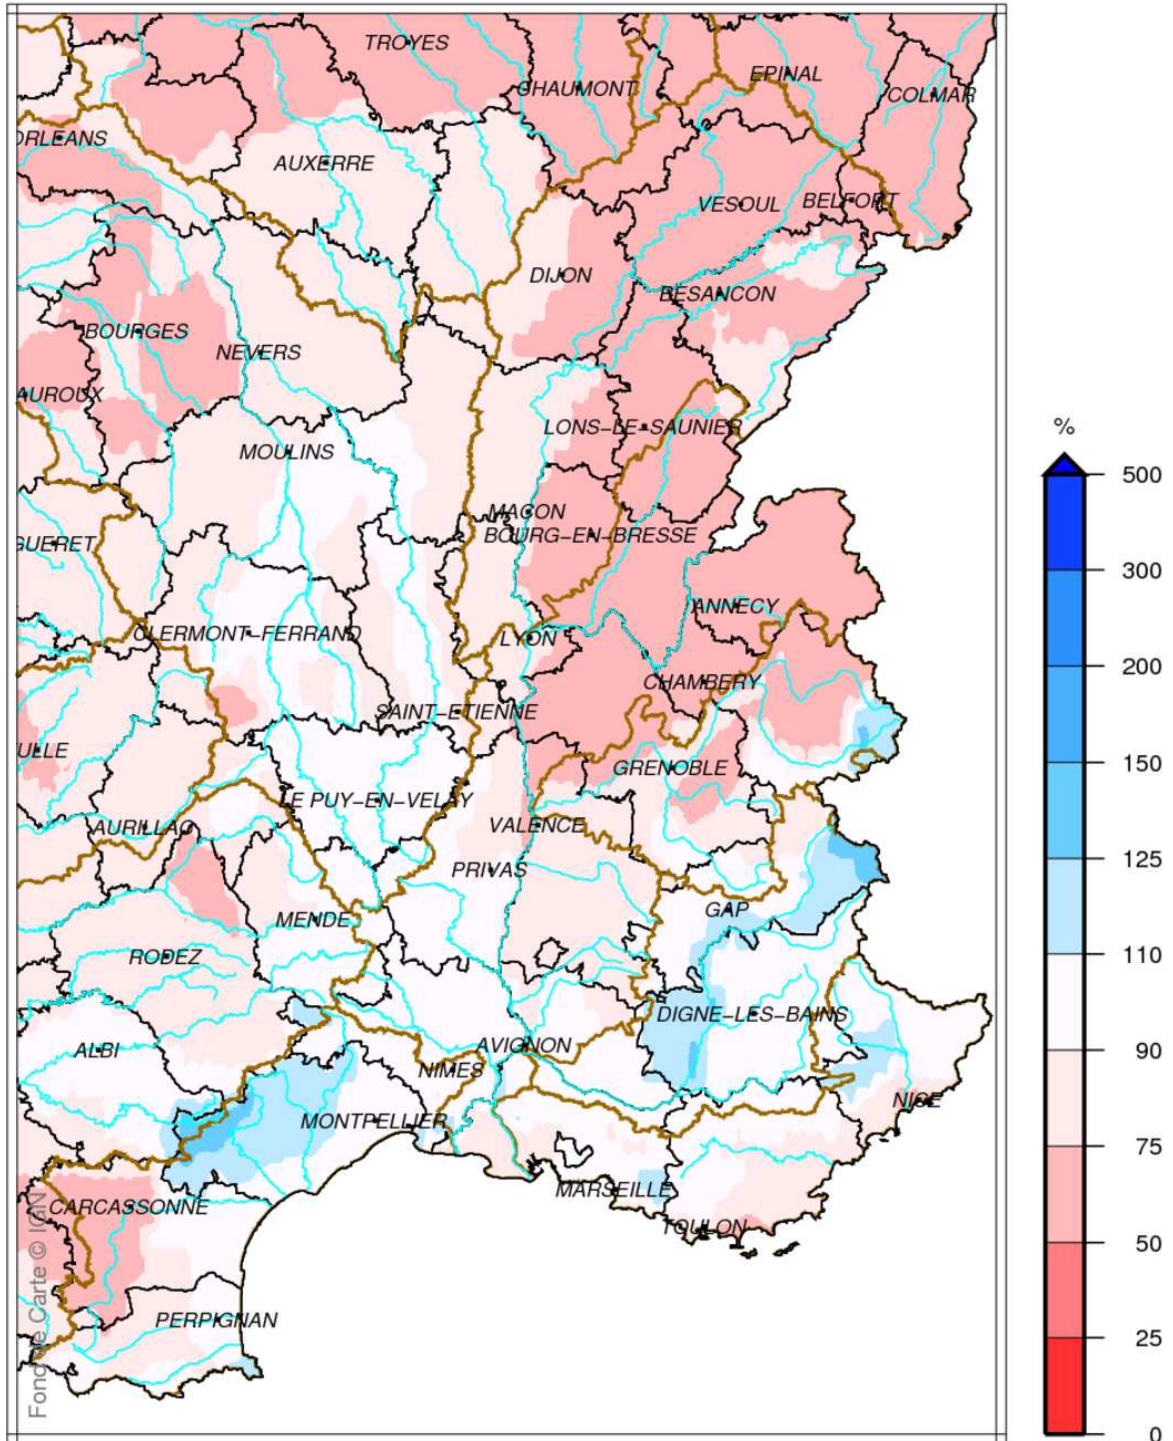 TROYES
CHAUMONT
EPINAL
COLMAR
ORLEANS
AUXERRE
VESOUL
BELFORT
DIJON
BESANCON
BOURGES
NEVERS
AUROUX
LONS-LE-SAUNIER
%
MOULINS
500
MACON
BOURG-EN-BRESSE
GUERET
300
ANNECY
CLERMONT-FERRAND
LYON
200
CHAMBERY
SAINT-ETIENNE
ULLE
GRENOBLE
150
LE PUY-EN-VELAY
AURILLAC
VALENCE
125
PRIVAS
GAP
MENDE
110
RODEZ
DIGNE-LES-BAINS
AVIGNON
90
ALBI
NIMES
NICE
MONTPELLIER
75
MARSEILLE
CARCASSONNE
TOULON
50
PERPIGNAN
25
0
Fond de Carte © IGN